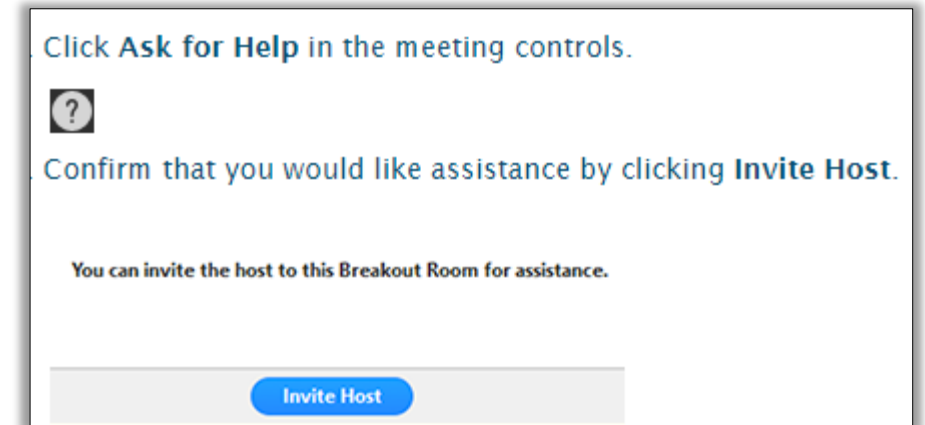 . Click Ask for Help in the meeting controls.
?
. Confirm that you would like assistance by clicking Invite Host.
You can invite the host to this Breakout Room for assistance.
Invite Host